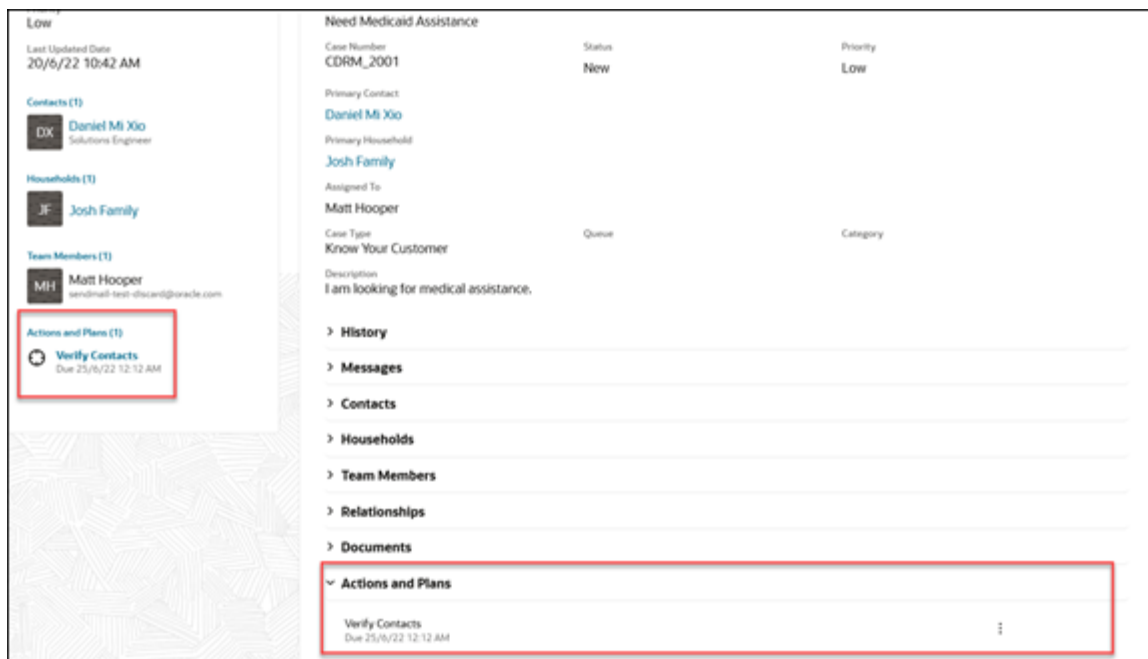 Priority
Low
Last Updated Date
20/6/22 10:42 AM
Contacts (1)
DX
Daniel Mi Xio
Solutions Engineer
Households (1)
JF
Josh Family
Team Members (1)
MH
Matt Hooper
sendmail-test-discard@oracle.com
Actions and Plans (1)
Verify Contacts
Due 25/6/22 12:12 AM
Need Medicaid Assistance
Case Number
Status
Priority
CDRM_2001
New
Low
Primary Contact
Daniel Mi Xio
Primary Household
Josh Family
Assigned To
Matt Hooper
Case Type
Queue
Category
Know Your Customer
Description
I am looking for medical assistance.
History
Messages
Contacts
Households
Team Members
Relationships
Documents
Actions and Plans
Verify Contacts
Due 25/6/22 12:12 AM